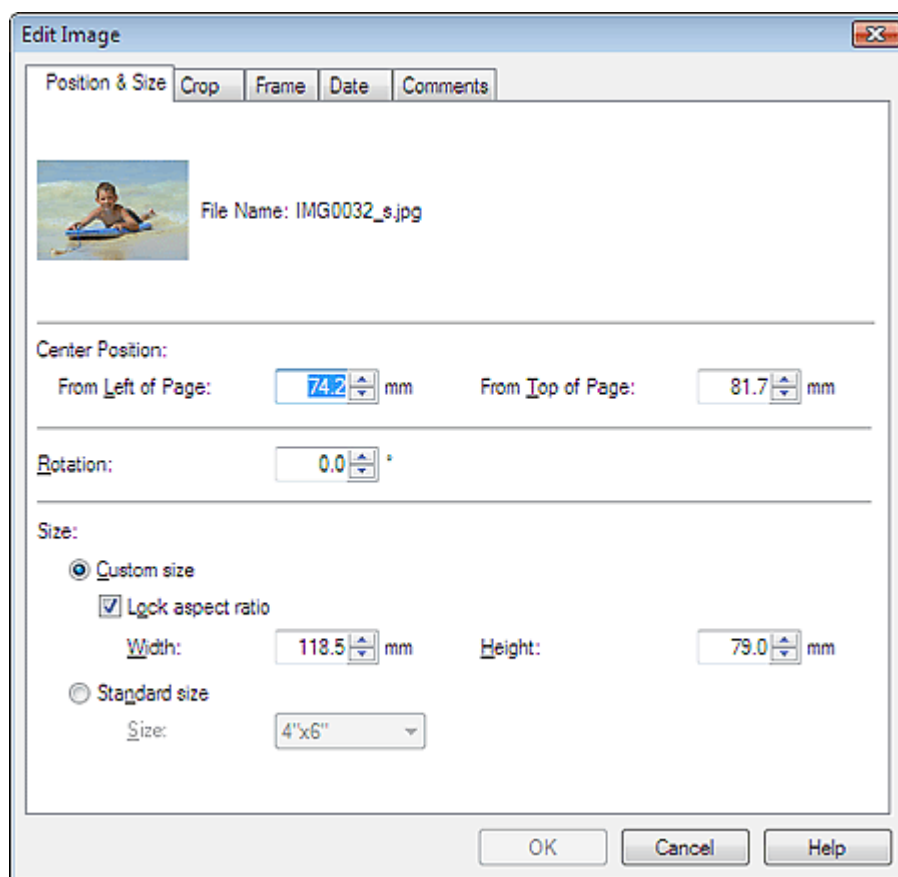 Edit Image
Position & Size Crop Frame Date Comments
File Name: IMG0032_s.jpg
Center Position:
From Left of Page: 74.2 mm From Top of Page: 81.7 mm
Rotation: 0.0 °
Size:
Custom size
Lock aspect ratio
Width: 118.5 mm Height: 79.0 mm
Standard size
Size: 4"x6"
OK Cancel Help